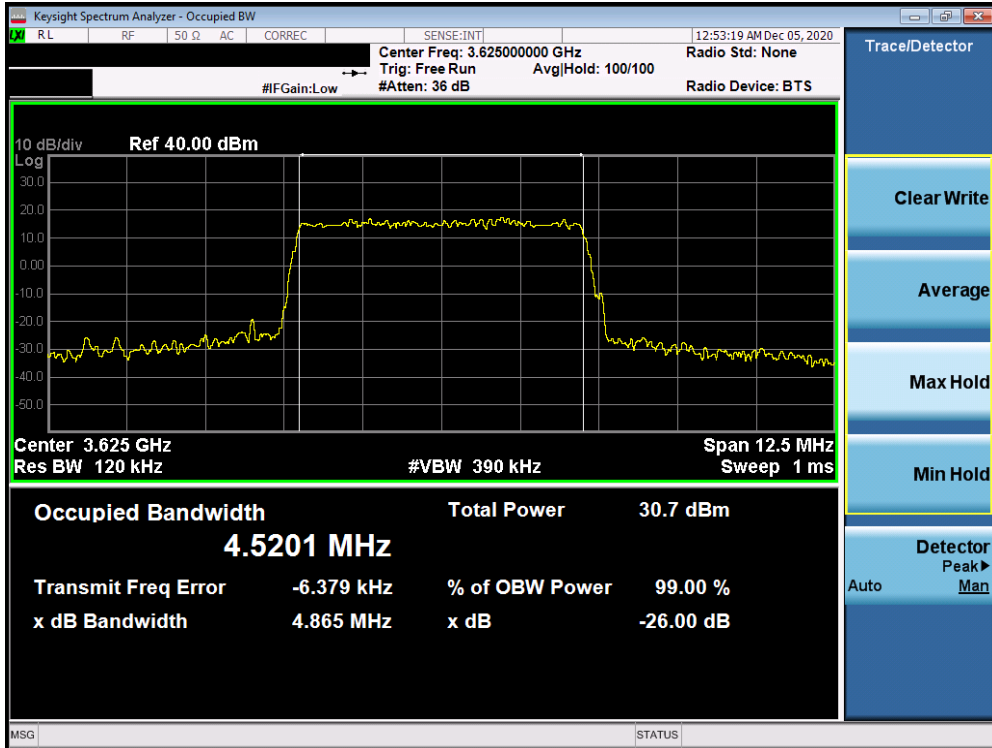 Keysight Spectrum Analyzer - Occupied BW
LXI RL RF 50 Ω AC CORREC SENSE:INT 12:53:19 AM Dec 05, 2020
Center Freq: 3.625000000 GHz Radio Std: None
Trig: Free Run Avg|Hold: 100/100
#IFGain:Low #Atten: 36 dB Radio Device: BTS
Trace/Detector
10 dB/div Ref 40.00 dBm
Log
30.0
20.0
10.0
0.00
-10.0
-20.0
-30.0
-40.0
-50.0
Center 3.625 GHz Span 12.5 MHz
Res BW 120 kHz #VBW 390 kHz Sweep 1 ms
Occupied Bandwidth Total Power 30.7 dBm
4.5201 MHz
Transmit Freq Error -6.379 kHz % of OBW Power 99.00 %
x dB Bandwidth 4.865 MHz x dB -26.00 dB
Clear Write
Average
Max Hold
Min Hold
Detector
Peak▶
Auto Man
MSG STATUS